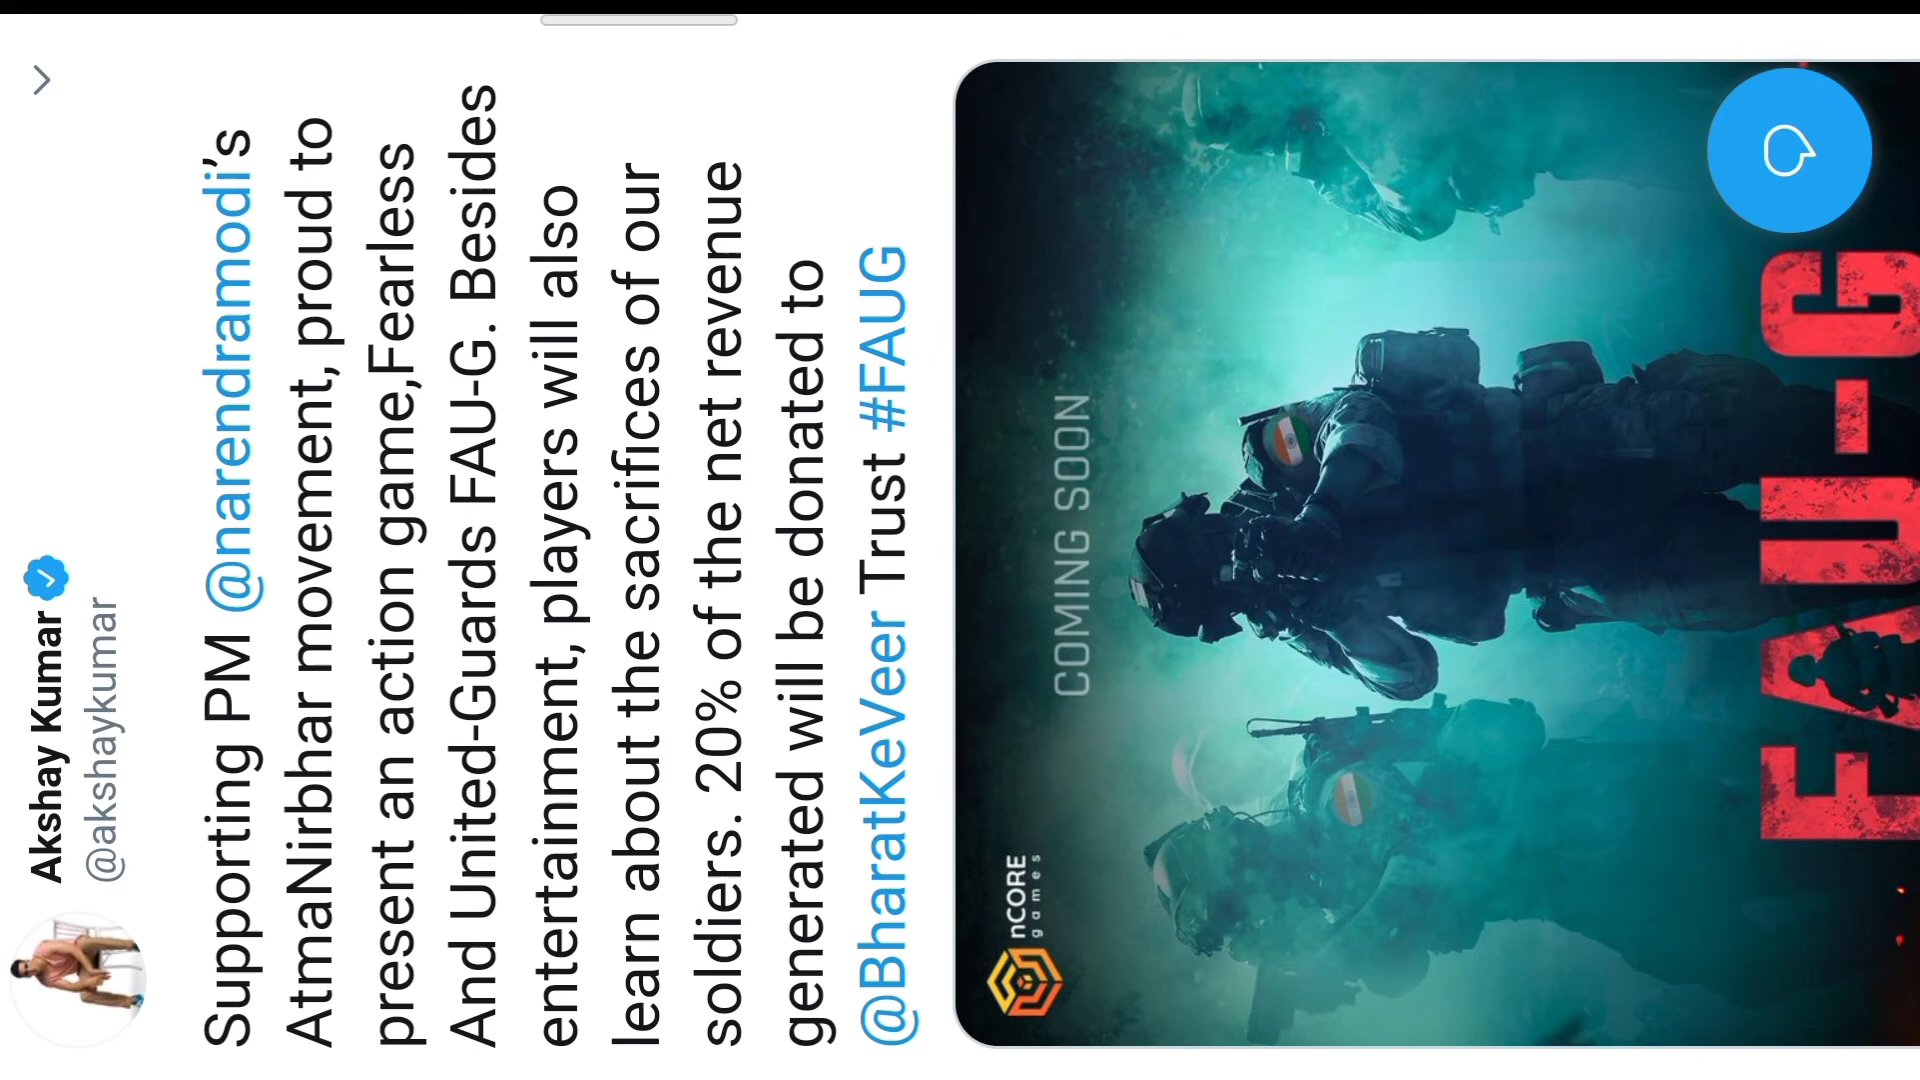 Akshay Kumar
@akshaykumar
Supporting PM @narendramodi’s
AtmaNirbhar movement, proud to
present an action game,Fearless
And United-Guards FAU-G. Besides
entertainment, players will also
learn about the sacrifices of our
soldiers. 20% of the net revenue
generated will be donated to
@BharatKeVeer Trust #FAUG
nCORE
games
COMING SOON
FAU-G